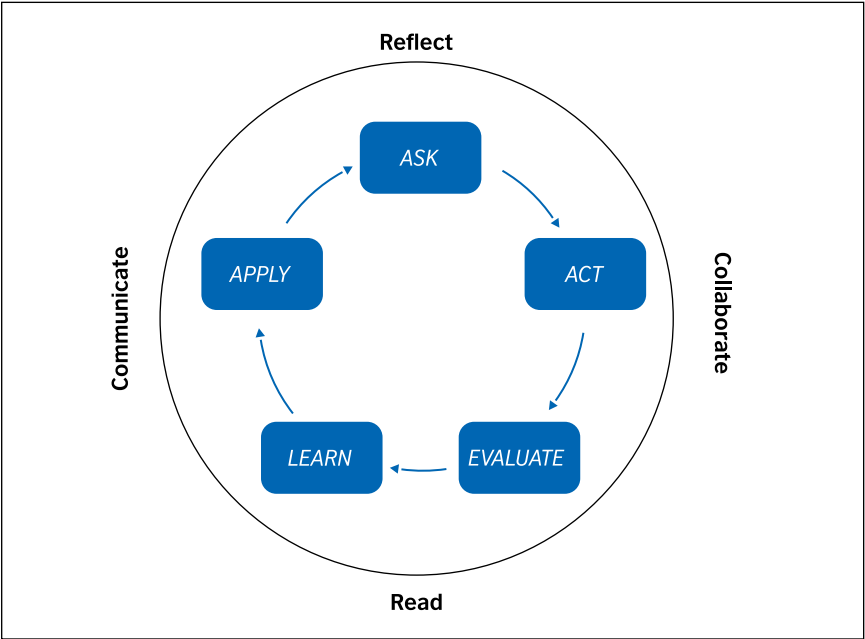 Reflect
ASK
APPLY
ACT
Communicate
Collaborate
LEARN
EVALUATE
Read